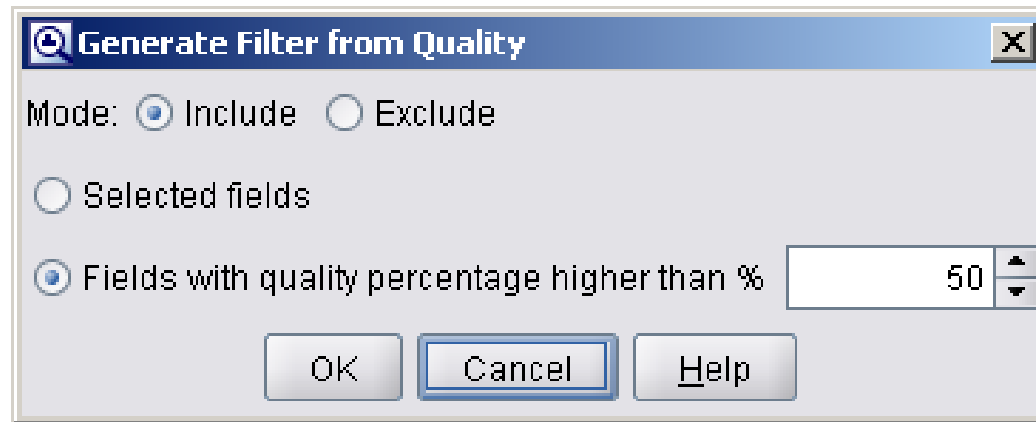 Generate Filter from Quality
Mode: Include Exclude
Selected fields
Fields with quality percentage higher than % 50
OK Cancel Help